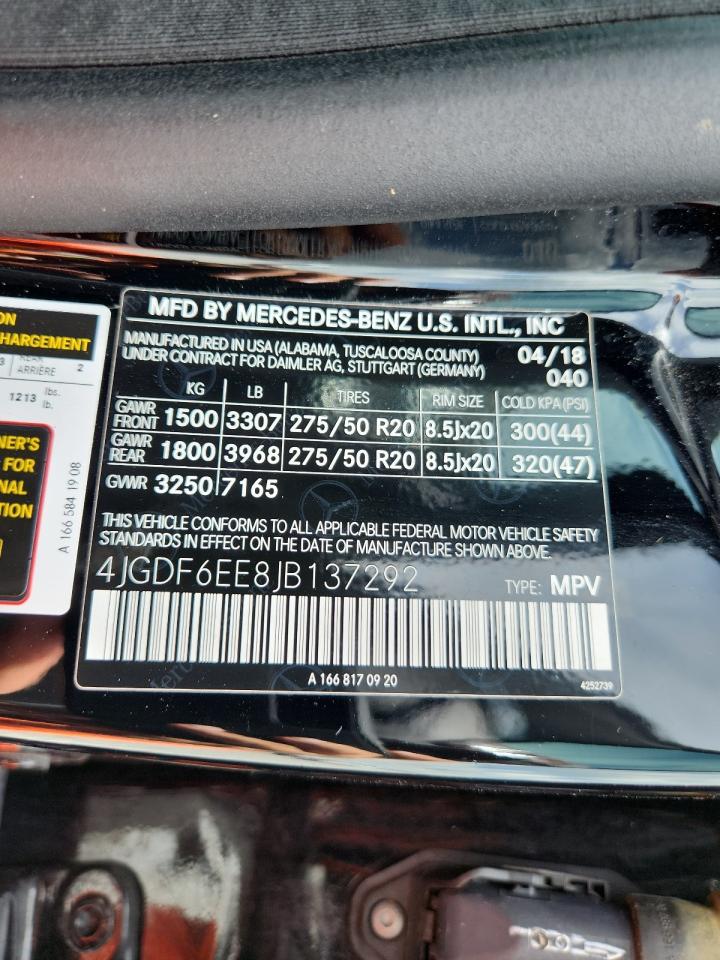 MFD BY MERCEDES-BENZ U.S. INTL., INC
MANUFACTURED IN USA (ALABAMA, TUSCALOOSA COUNTY) 04/18
UNDER CONTRACT FOR DAIMLER AG, STUTTGART (GERMANY) 040
KG LB TIRES RIM SIZE COLD KPA(PSI)
GAWR FRONT 1500 3307 275/50 R20 8.5Jx20 300(44)
GAWR REAR 1800 3968 275/50 R20 8.5Jx20 320(47)
GVWR 3250 7165
THIS VEHICLE CONFORMS TO ALL APPLICABLE FEDERAL MOTOR VEHICLE SAFETY
STANDARDS IN EFFECT ON THE DATE OF MANUFACTURE SHOWN ABOVE.
4JGDF6EE8JB137292 TYPE: MPV
A 166 817 09 20 4252739
ON
CHARGEMENT
REAR 2
ARRIÈRE
1213 lbs.
lb.
NER'S
FOR
NAL
TION
A 166 584 19 08